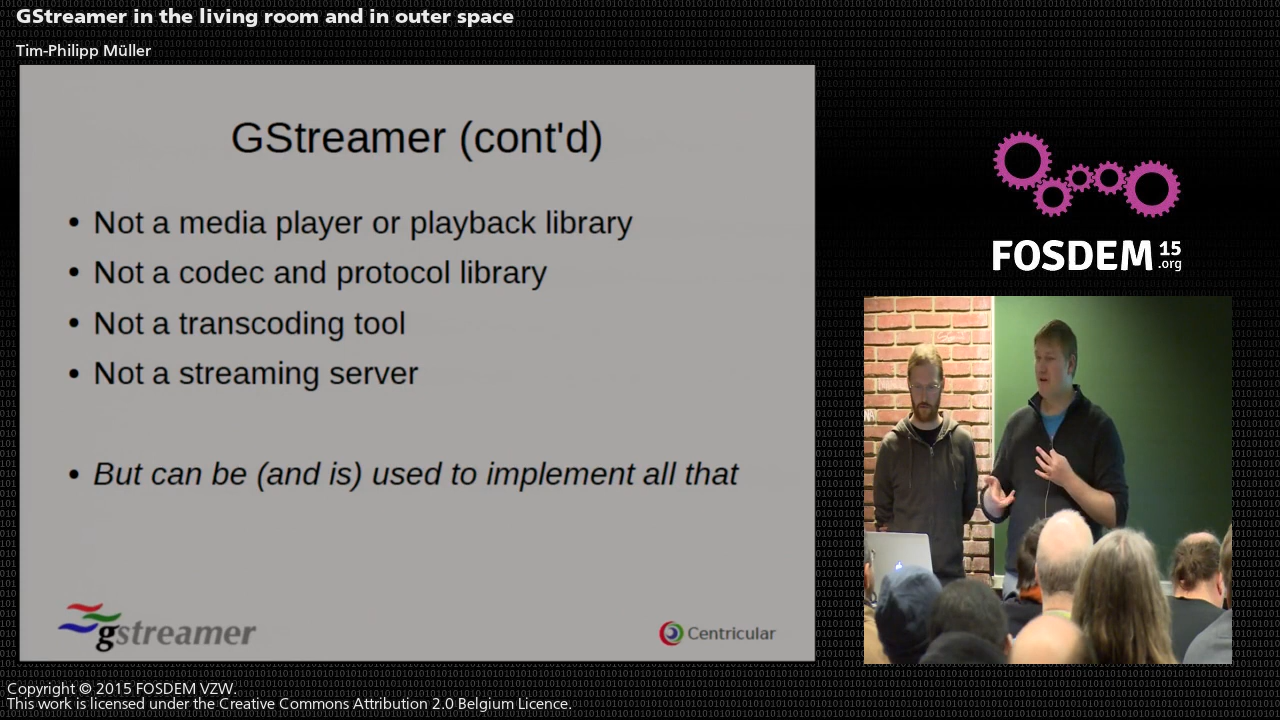 GStreamer in the living room and in outer space
Tim-Philipp Müller
GStreamer (cont'd)
• Not a media player or playback library
• Not a codec and protocol library
• Not a transcoding tool
• Not a streaming server
• But can be (and is) used to implement all that
gstreamer
Centricular
FOSDEM 15
.org
Copyright © 2015 FOSDEM VZW.
This work is licensed under the Creative Commons Attribution 2.0 Belgium Licence.